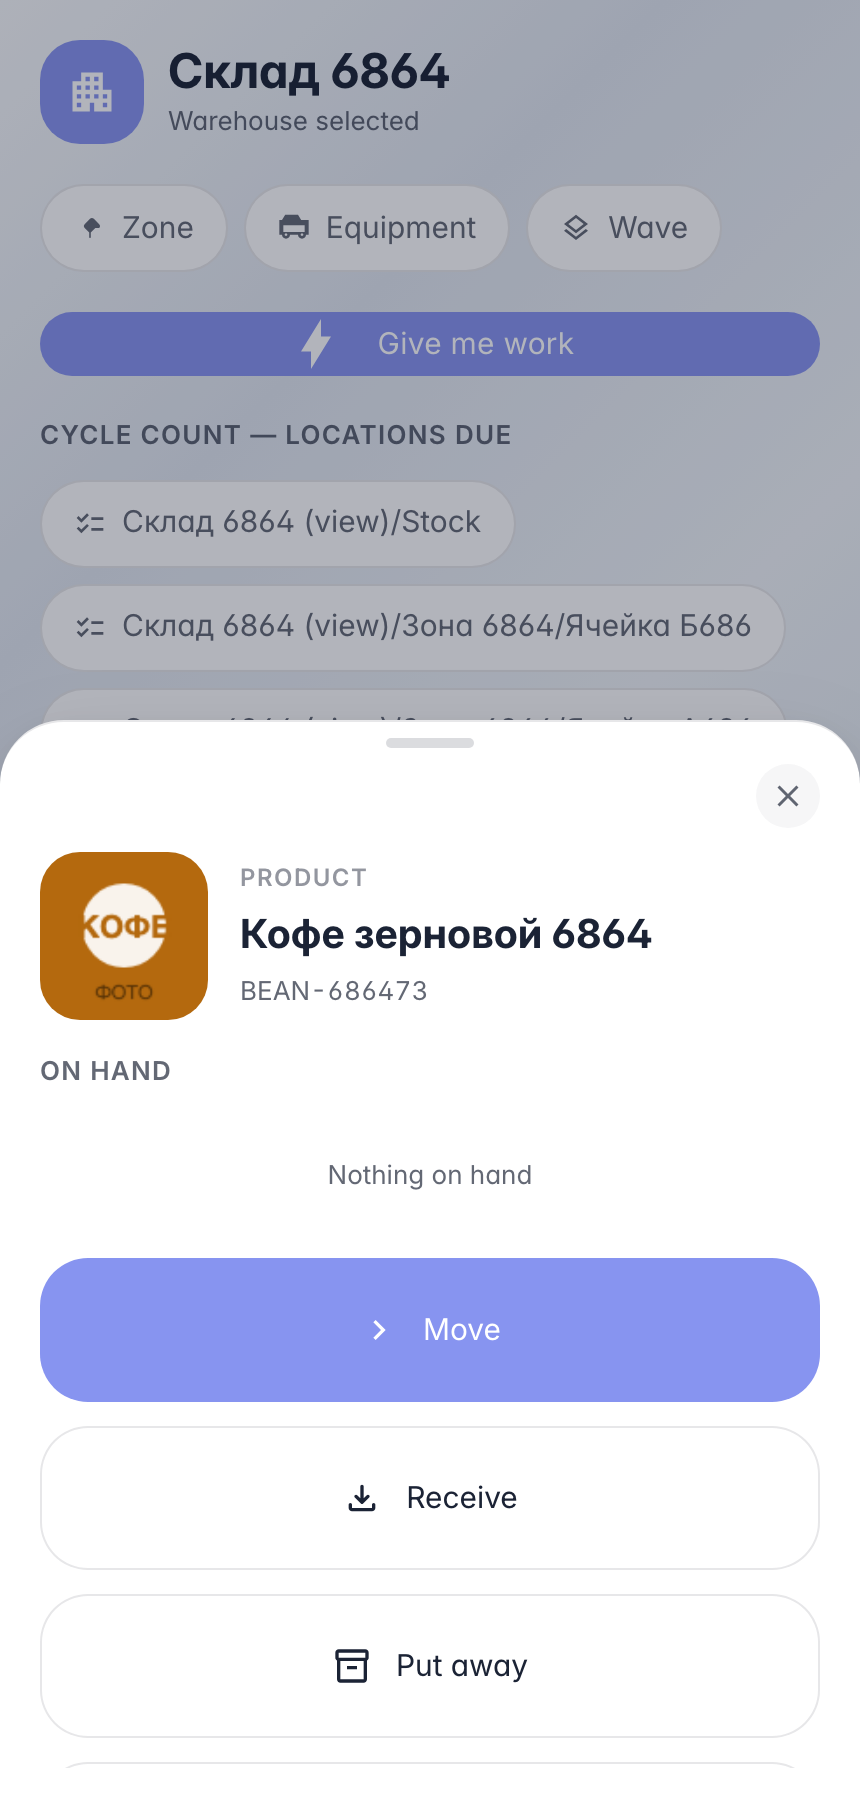 Склад 6864
Warehouse selected
Zone
Equipment
Wave
Give me work
CYCLE COUNT — LOCATIONS DUE
Склад 6864 (view)/Stock
Склад 6864 (view)/Зона 6864/Ячейка Б686
PRODUCT
КОФЕ
ФОТО
Кофе зерновой 6864
BEAN-686473
ON HAND
Nothing on hand
Move
Receive
Put away